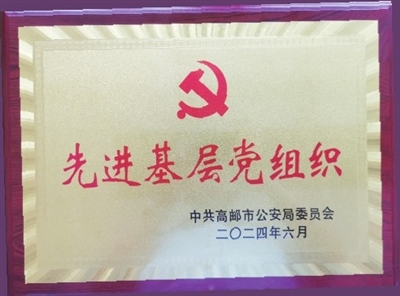 先进基层党组织
中共高邮市公安局委员会
二〇二四年六月